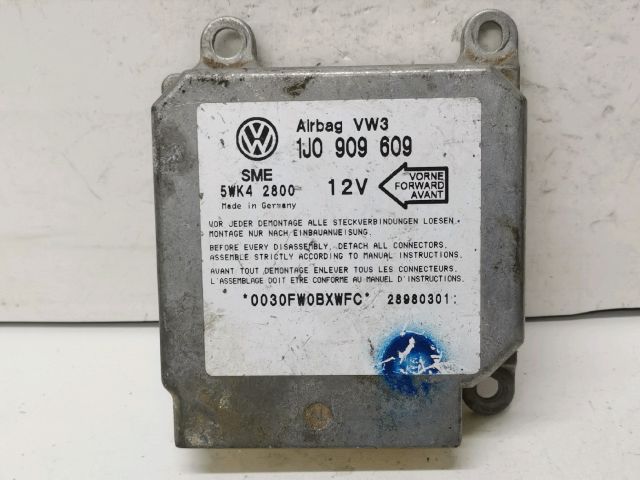 Airbag VW3
1J0 909 609
SME
5WK4 2800
Made in Germany
12V
VORNE
FORWARD
AVANT
VOR JEDER DEMONTAGE ALLE STECKVERBINDUNGEN LOESEN.
MONTAGE NUR NACH EINBAUANWEISUNG.
BEFORE EVERY DISASSEMBLY, DETACH ALL CONNECTORS.
ASSEMBLE STRICTLY ACCORDING TO MANUAL INSTRUCTIONS.
AVANT TOUT DEMONTAGE ENLEVER TOUS LES CONNECTEURS.
L'ASSEMBLAGE DOIT ETRE CONFORME AU MANUEL D'INSTRUCTIONS.
*0030FW0BXWFC* 28980301: